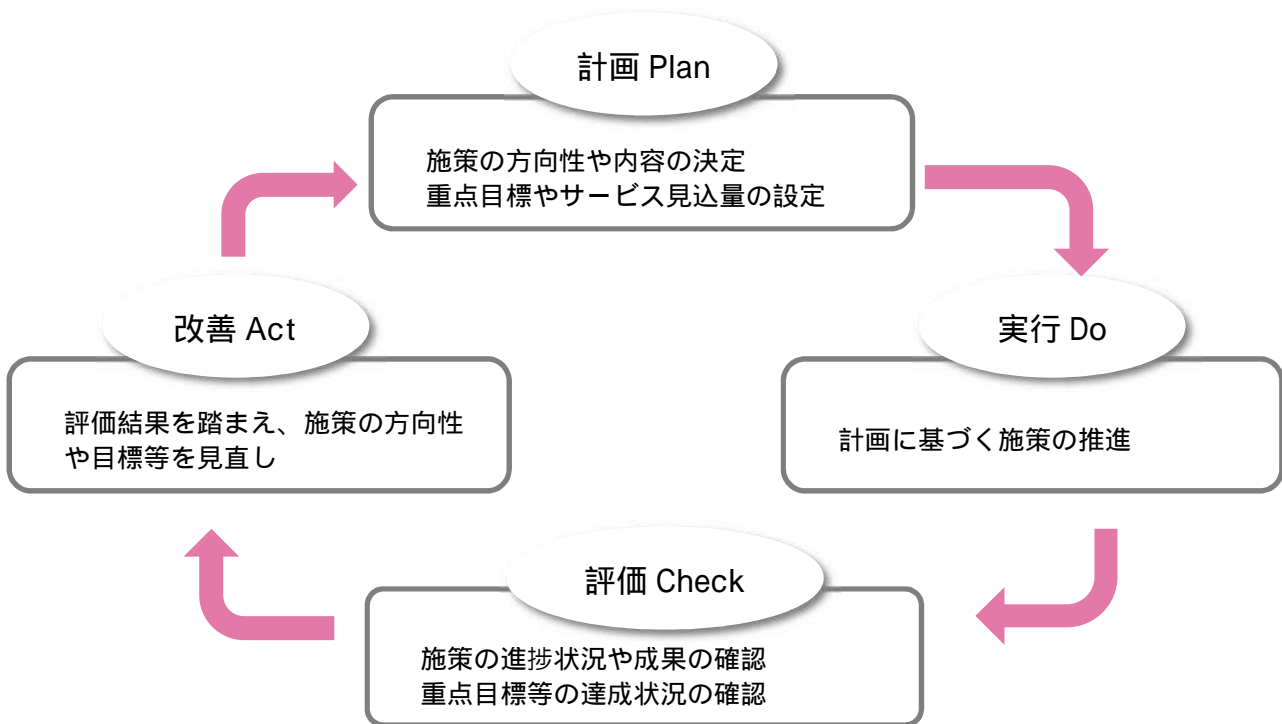 計画 Plan
施策の方向性や内容の決定
重点目標やサービス見込量の設定
実行 Do
計画に基づく施策の推進
評価 Check
施策の進捗状況や成果の確認
重点目標等の達成状況の確認
改善 Act
評価結果を踏まえ、施策の方向性
や目標等を見直し